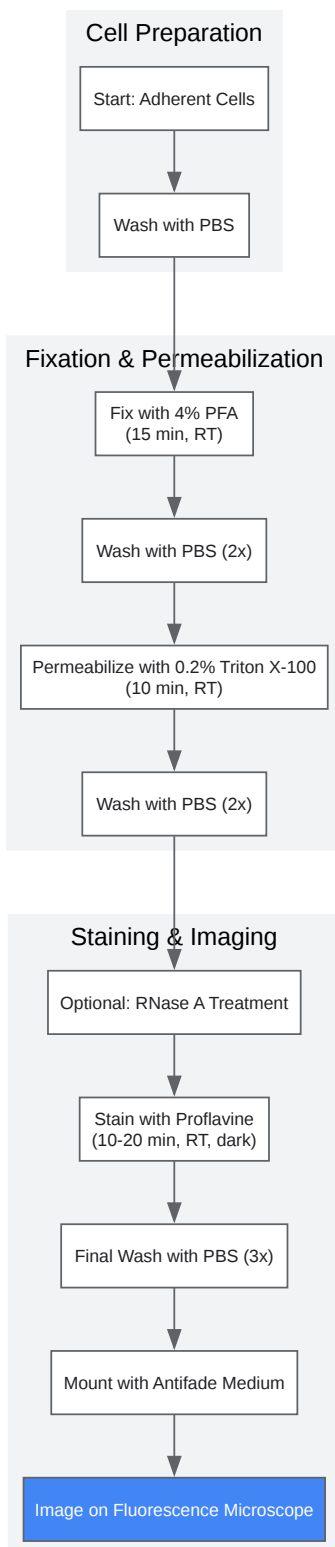 Cell Preparation
Start: Adherent Cells
Wash with PBS
Fixation & Permeabilization
Fix with 4% PFA
(15 min, RT)
Wash with PBS (2x)
Permeabilize with 0.2% Triton X-100
(10 min, RT)
Wash with PBS (2x)
Staining & Imaging
Optional: RNase A Treatment
Stain with Proflavine
(10-20 min, RT, dark)
Final Wash with PBS (3x)
Mount with Antifade Medium
Image on Fluorescence Microscope